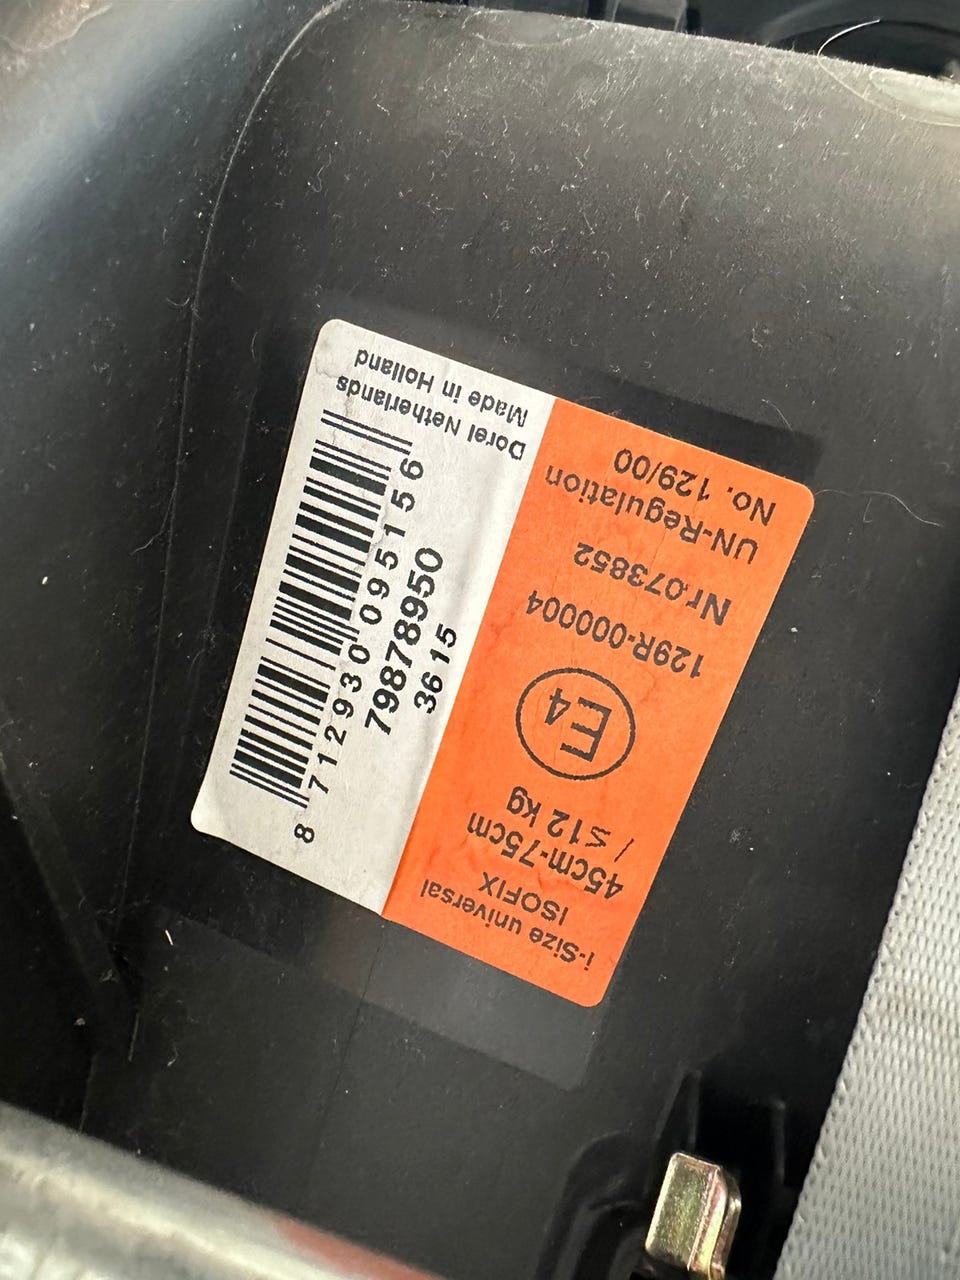 i-Size universal
ISOFIX
45cm-75cm
/ ≤12 kg
E4
129R-000004
Nr.073852
UN-Regulation
No. 129/00
Dorel Netherlands
Made in Holland
8 712930 095156
79878950
3615